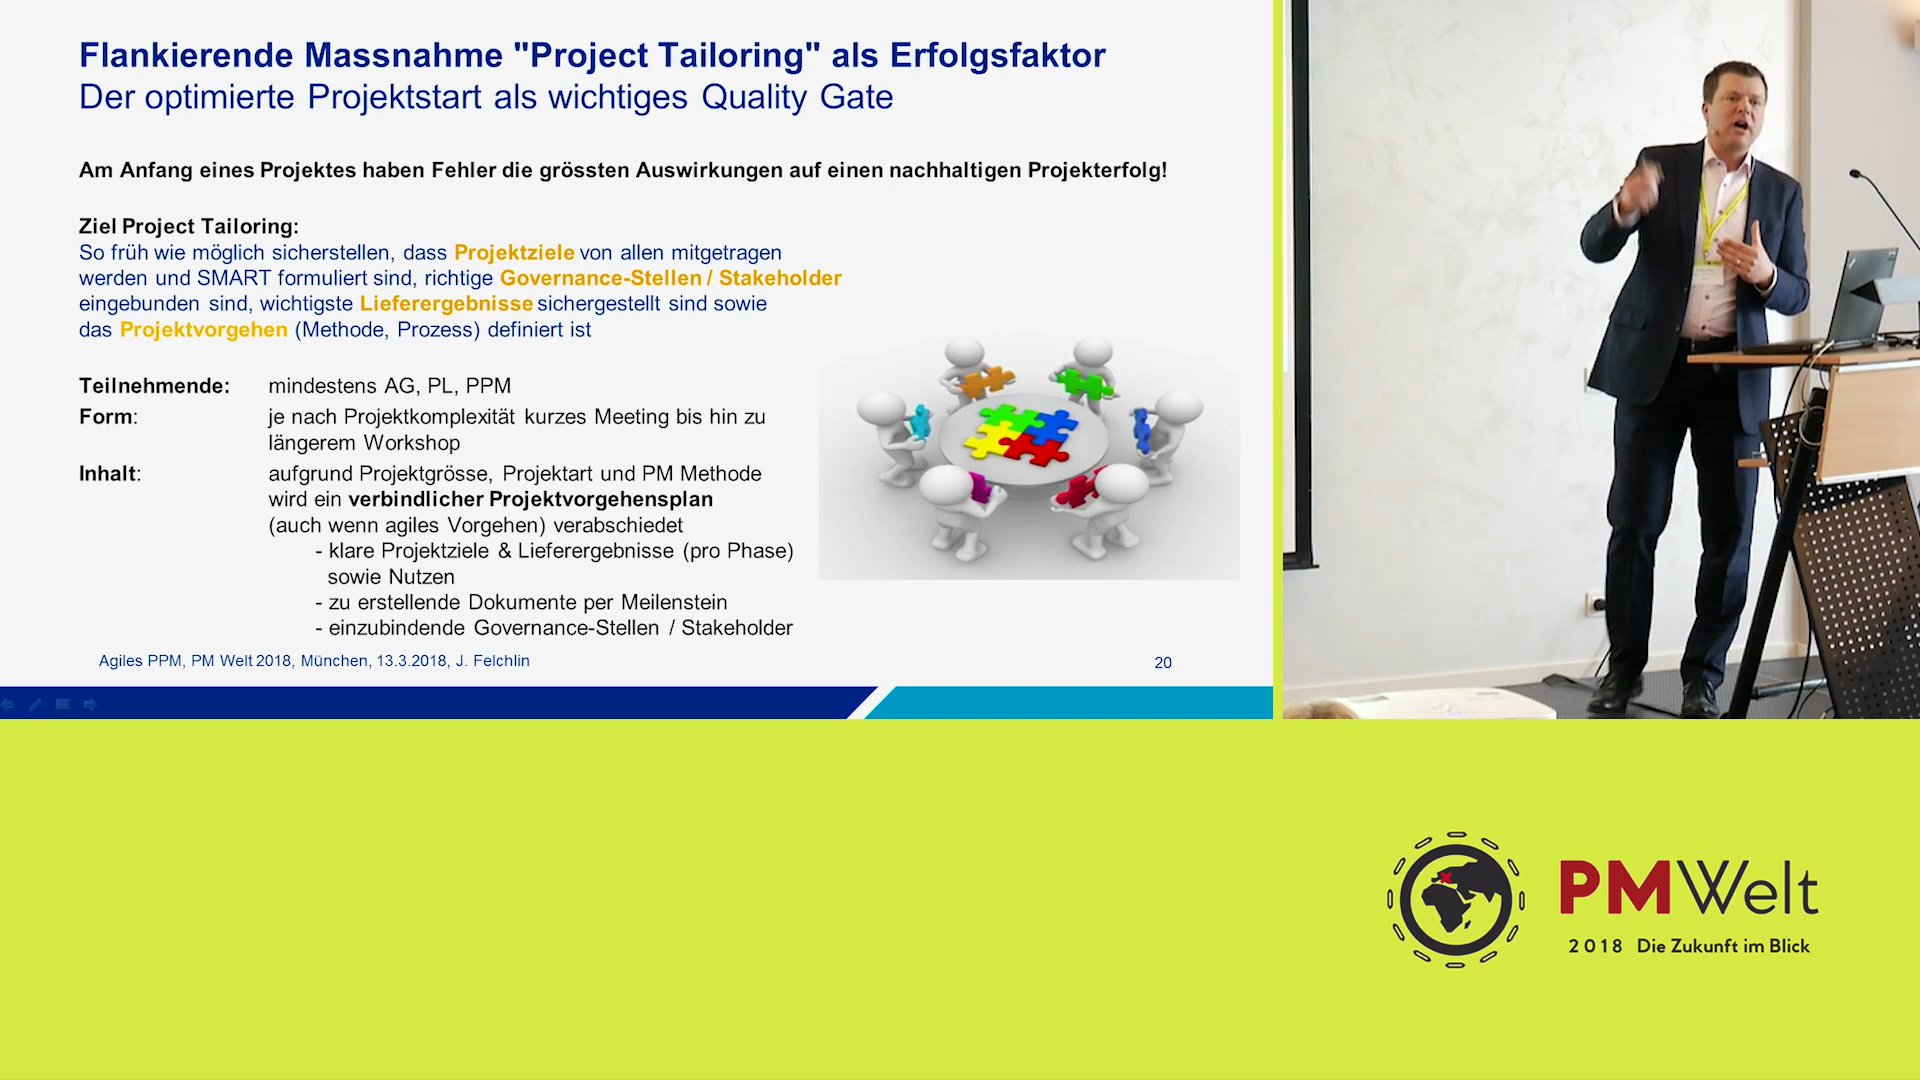 Flankierende Massnahme "Project Tailoring" als Erfolgsfaktor
Der optimierte Projektstart als wichtiges Quality Gate
Am Anfang eines Projektes haben Fehler die grössten Auswirkungen auf einen nachhaltigen Projekterfolg!
Ziel Project Tailoring:
So früh wie möglich sicherstellen, dass Projektziele von allen mitgetragen
werden und SMART formuliert sind, richtige Governance-Stellen / Stakeholder
eingebunden sind, wichtigste Lieferergebnisse sichergestellt sind sowie
das Projektvorgehen (Methode, Prozess) definiert ist
Teilnehmende: mindestens AG, PL, PPM
Form: je nach Projektkomplexität kurzes Meeting bis hin zu
längerem Workshop
Inhalt: aufgrund Projektgrösse, Projektart und PM Methode
wird ein verbindlicher Projektvorgehensplan
(auch wenn agiles Vorgehen) verabschiedet
- klare Projektziele & Lieferergebnisse (pro Phase)
sowie Nutzen
- zu erstellende Dokumente per Meilenstein
- einzubindende Governance-Stellen / Stakeholder
Agiles PPM, PM Welt 2018, München, 13.3.2018, J. Felchlin
20
PMWelt
2018 Die Zukunft im Blick